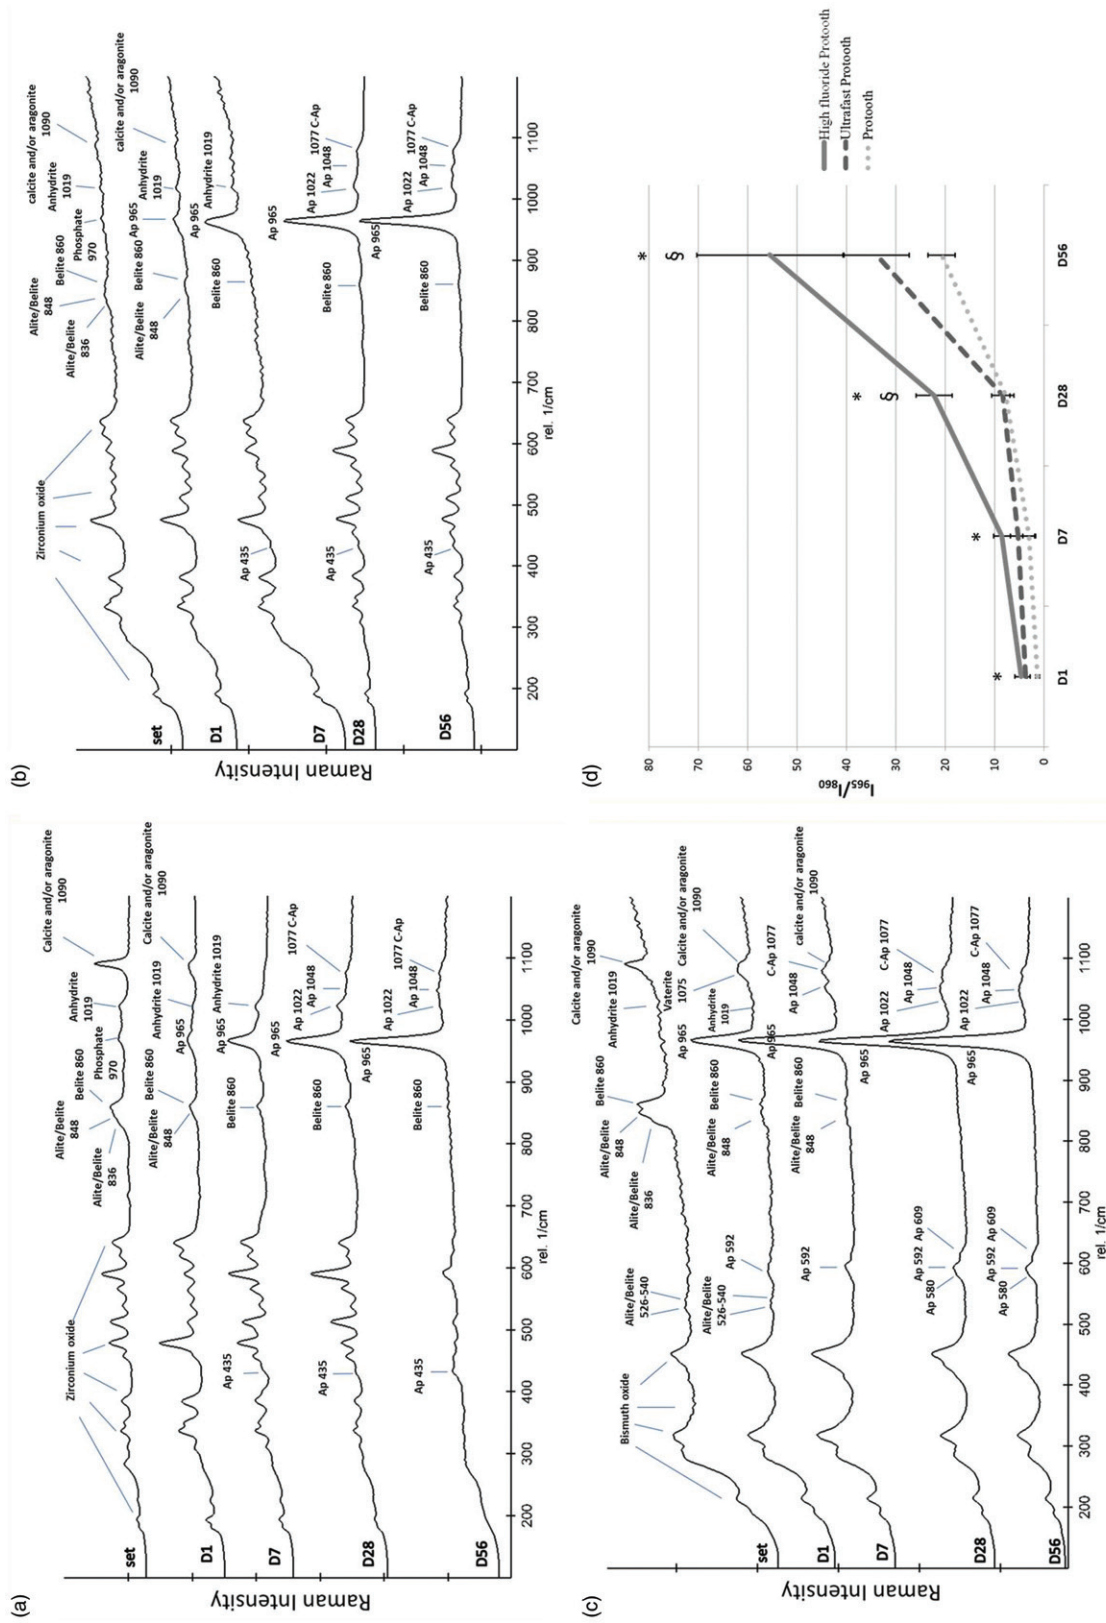 (a)
Raman Intensity
Zirconium oxide
Alite/Belite
848
Alite/Belite
836
Belite 860
Phosphate
970
Anhydrite
1019
Calcite and/or aragonite
1090
set
Alite/Belite
848
Belite 860
Ap 965
Anhydrite 1019
Calcite and/or aragonite
1090
D1
Ap 435
Belite 860
Ap 965
Anhydrite 1019
D7
Ap 435
Belite 860
Ap 965
Ap 1022
Ap 1048
1077 C-Ap
D28
Ap 435
Belite 860
Ap 965
Ap 1022
Ap 1048
1077 C-Ap
D56
200 300 400 500 600 700 800 900 1000 1100
rel. 1/cm
(b)
Raman Intensity
Zirconium oxide
Alite/Belite
848
Alite/Belite
836
Belite 860
Phosphate
970
Anhydrite
1019
calcite and/or aragonite
1090
set
Alite/Belite
848
Belite 860
Ap 965
Anhydrite
1019
calcite and/or aragonite
1090
D1
Ap 435
Belite 860
Ap 965
Anhydrite 1019
D7
Ap 435
Belite 860
Ap 965
Ap 1022
Ap 1048
1077 C-Ap
D28
Ap 435
Belite 860
Ap 965
Ap 1022
Ap 1048
1077 C-Ap
D56
200 300 400 500 600 700 800 900 1000 1100
rel. 1/cm
(c)
Raman Intensity
Bismuth oxide
Alite/Belite
526-540
Alite/Belite
836
Alite/Belite
848
Belite 860
Anhydrite 1019
Calcite and/or aragonite
1090
set
Alite/Belite
526-540
Ap 592
Alite/Belite
848
Belite 860
Ap 965
Anhydrite
1019
Vaterite
1075
Calcite and/or aragonite
1090
D1
Ap 592
Alite/Belite
848
Belite 860
Ap 965
Ap 1048
C-Ap 1077
calcite and/or aragonite
1090
D7
Ap 580
Ap 592
Ap 609
Ap 965
Ap 1022
Ap 1048
C-Ap 1077
D28
Ap 580
Ap 592
Ap 609
Ap 965
Ap 1022
Ap 1048
C-Ap 1077
D56
200 300 400 500 600 700 800 900 1000 1100
rel. 1/cm
(d)
I965/I860
80
70
60
50
40
30
20
10
0
*
*
* §
* §
D1 D7 D28 D56
High fluoride Protooth
Ultrafast Protooth
Protooth